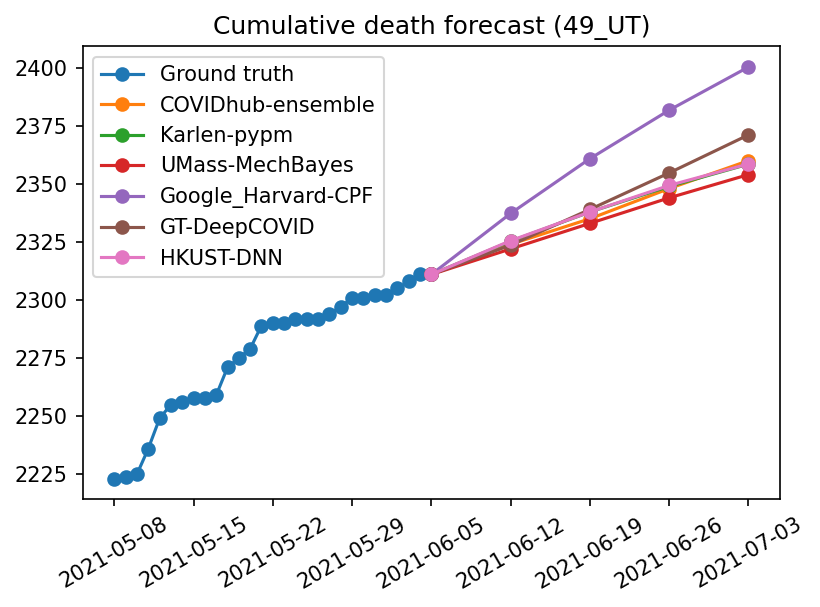 Cumulative death forecast (49_UT)
2400
2375
2350
2325
2300
2275
2250
2225
Ground truth
COVIDhub-ensemble
Karlen-pypm
UMass-MechBayes
Google_Harvard-CPF
GT-DeepCOVID
HKUST-DNN
2021-05-08
2021-05-15
2021-05-22
2021-05-29
2021-06-05
2021-06-12
2021-06-19
2021-06-26
2021-07-03